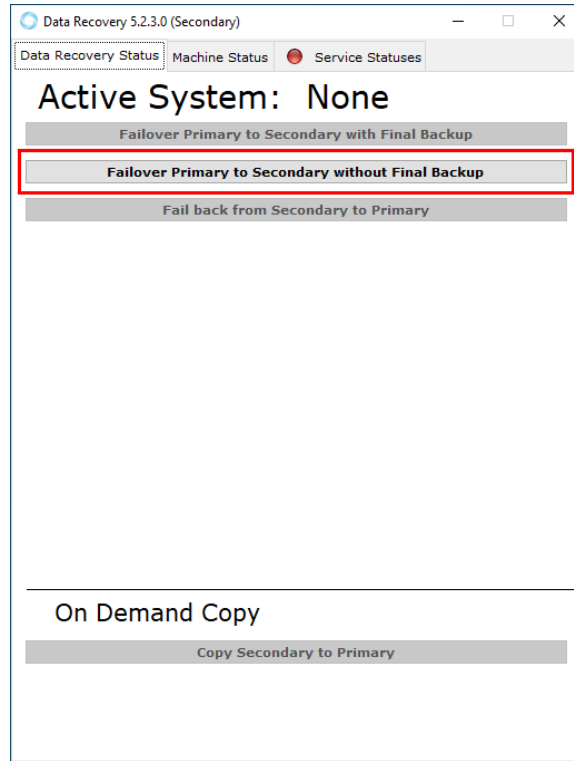 Data Recovery 5.2.3.0 (Secondary)
Data Recovery Status Machine Status Service Statuses
Active System: None
Failover Primary to Secondary with Final Backup
Failover Primary to Secondary without Final Backup
Fail back from Secondary to Primary
On Demand Copy
Copy Secondary to Primary